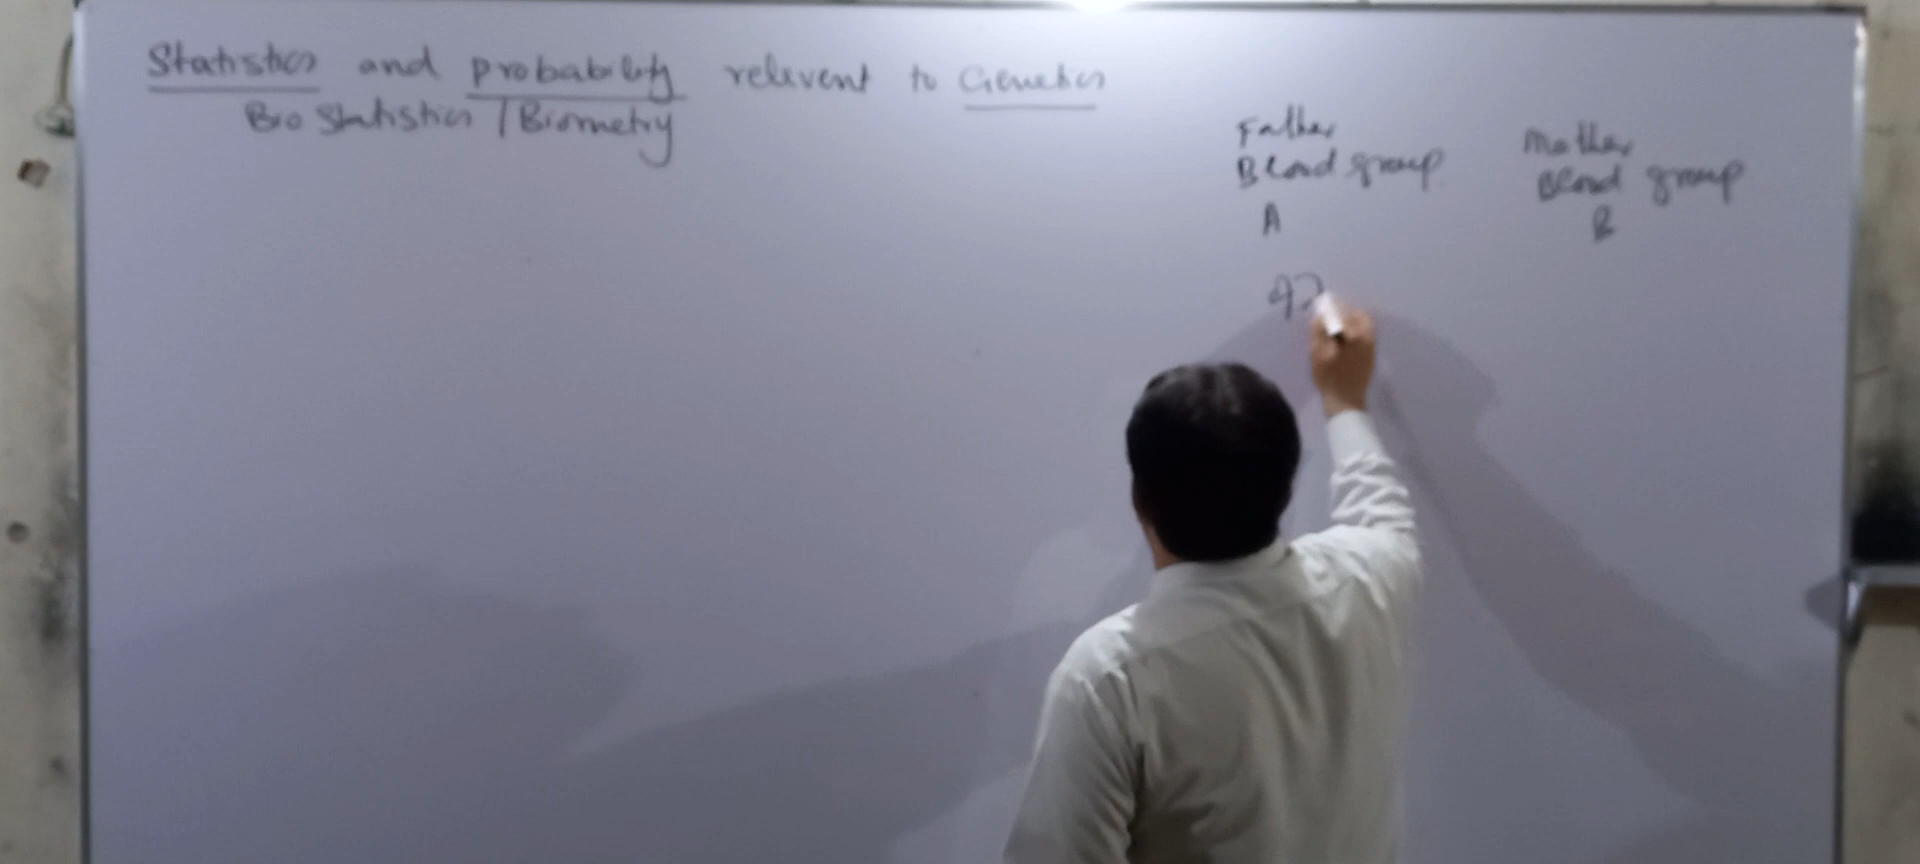 Statistics and probability relevent to Genetics
Bio Statistics / Biometry
Father
Blood group
A
Mother
Blood group
B